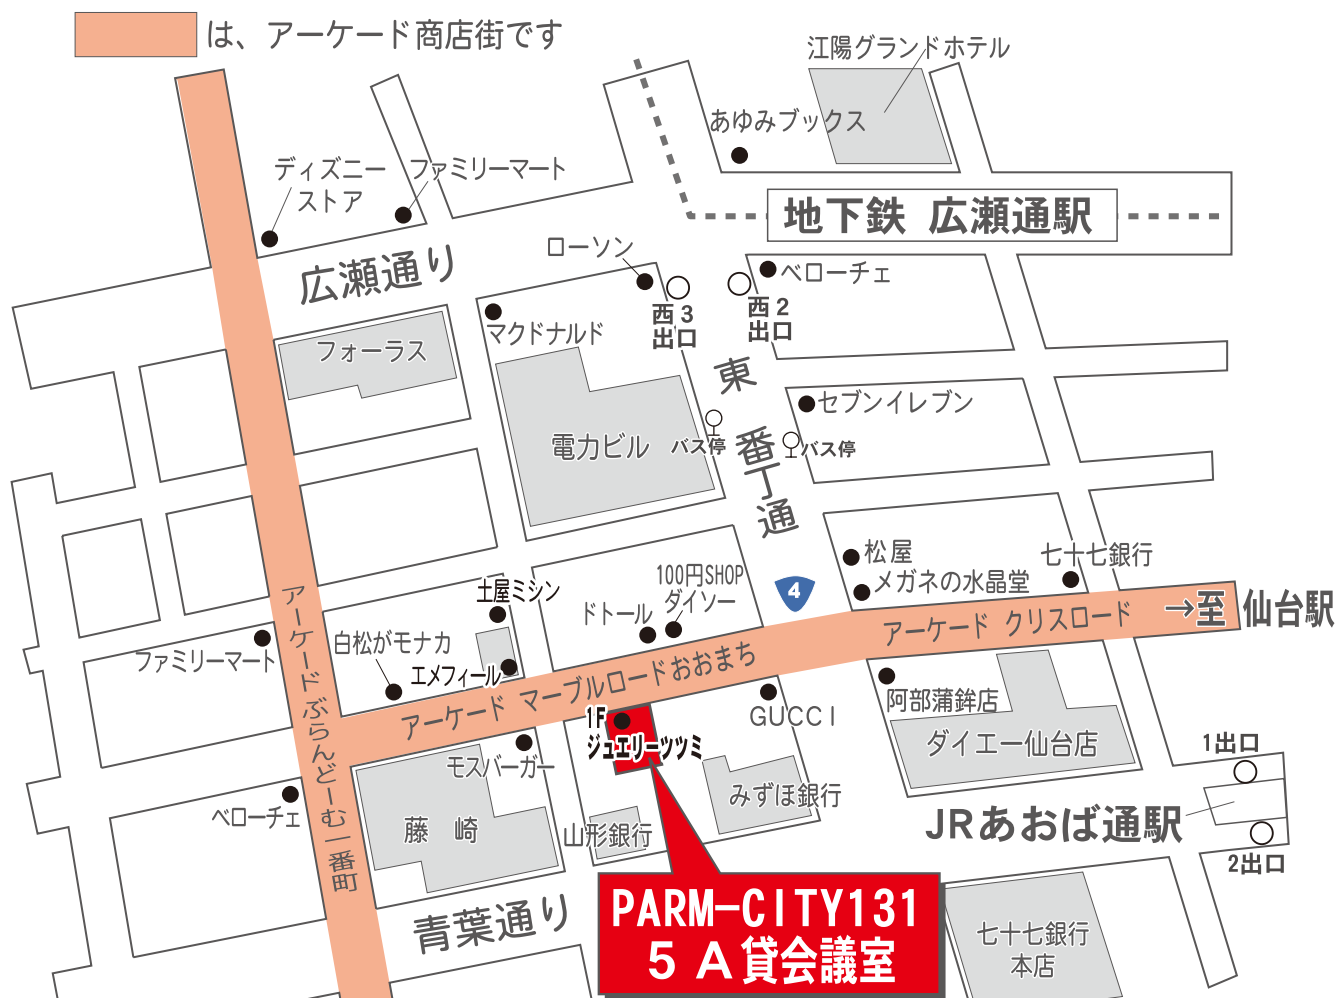 は、アーケード商店街です
江陽グランドホテル
あゆみブックス
ディズニー
ストア
ファミリーマート
地下鉄 広瀬通駅
広瀬通り
ローソン
ベローチェ
西3
出口
西2
出口
マクドナルド
フォーラス
東二番丁通
セブンイレブン
電力ビル
バス停
バス停
松屋
七十七銀行
メガネの水晶堂
100円SHOP
ダイソー
土屋ミシン
ドトール
4
アーケード クリスロード
→至 仙台駅
白松がモナカ
ファミリーマート
エメフィール
アーケード マーブルロードおおまち
アーケード ぶらんどーむ一番町
阿部蒲鉾店
GUCCI
1F
ジュエリーツツミ
ダイエー仙台店
1出口
モスバーガー
みずほ銀行
ベローチェ
藤崎
山形銀行
JRあおば通駅
2出口
青葉通り
PARM-CITY131
5 A 貸会議室
七十七銀行
本店